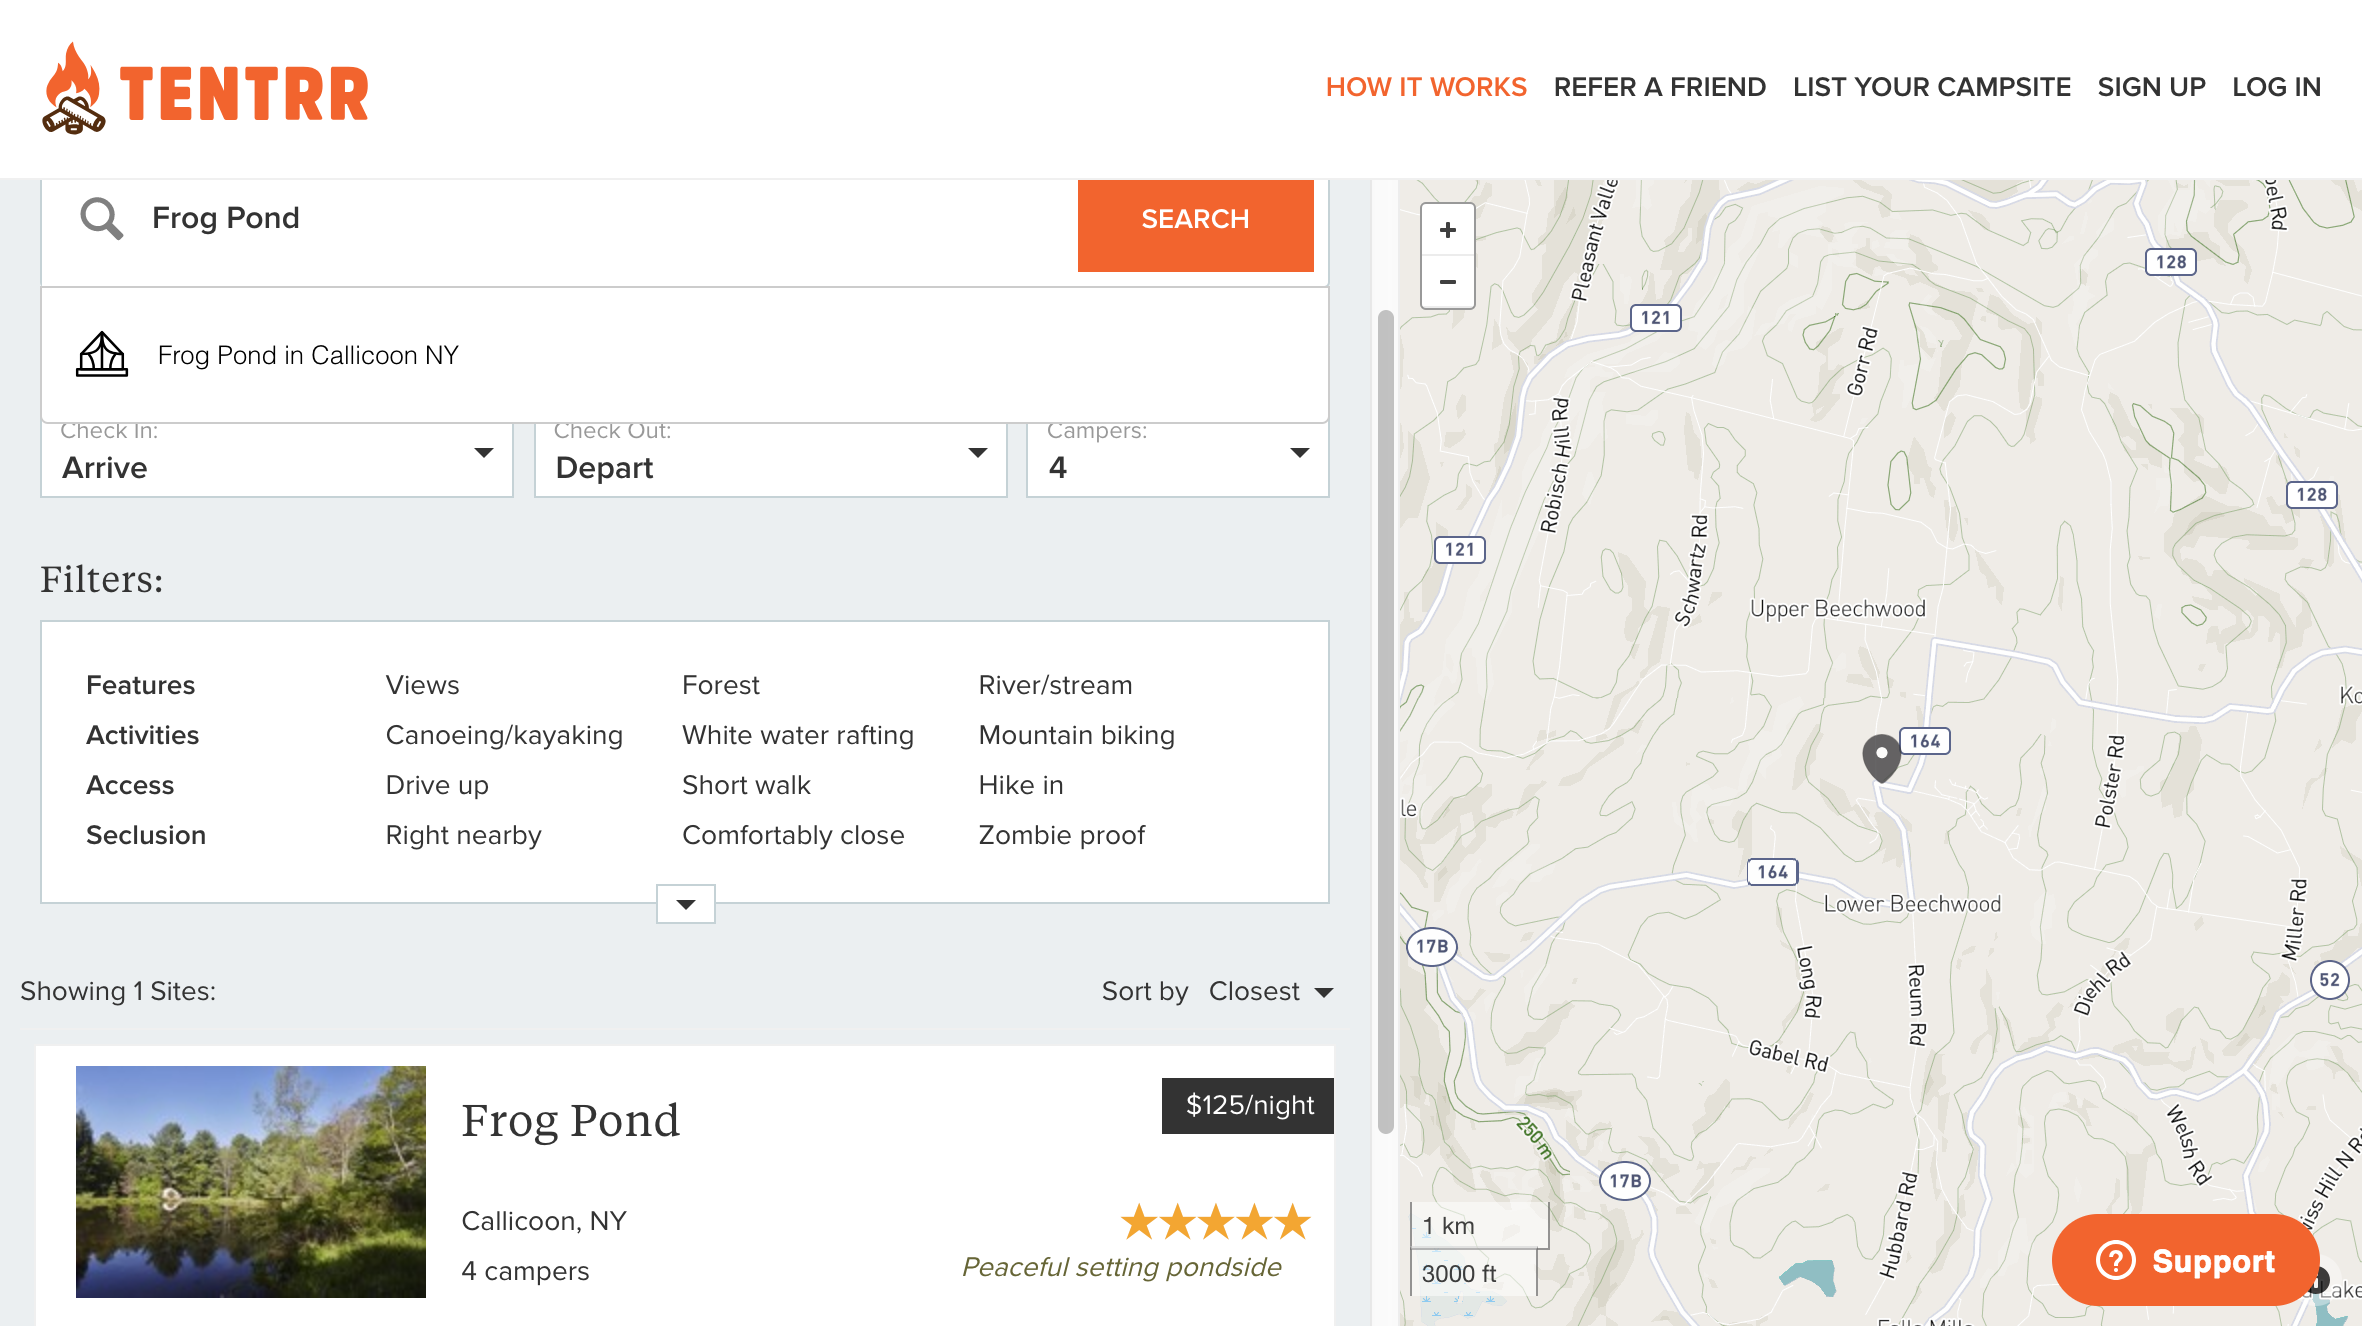 TENTRR
HOW IT WORKS
REFER A FRIEND
LIST YOUR CAMPSITE
SIGN UP
LOG IN
Frog Pond
SEARCH
Frog Pond in Callicoon NY
Check In:
Arrive
Check Out:
Depart
Campers:
4
Filters:
Features Views Forest River/stream
Activities Canoeing/kayaking White water rafting Mountain biking
Access Drive up Short walk Hike in
Seclusion Right nearby Comfortably close Zombie proof
Showing 1 Sites:
Sort by Closest
Frog Pond
$125/night
Callicoon, NY
4 campers
Peaceful setting pondside
+
−
128
121
Gorr Rd
Robisch Hill Rd
128
121
Schwartz Rd
Upper Beechwood
164
Polster Rd
164
Lower Beechwood
Miller Rd
17B
Long Rd
Reum Rd
Diehl Rd
52
Gabel Rd
250 m
Welsh Rd
17B
Hubbard Rd
1 km
3000 ft
Support